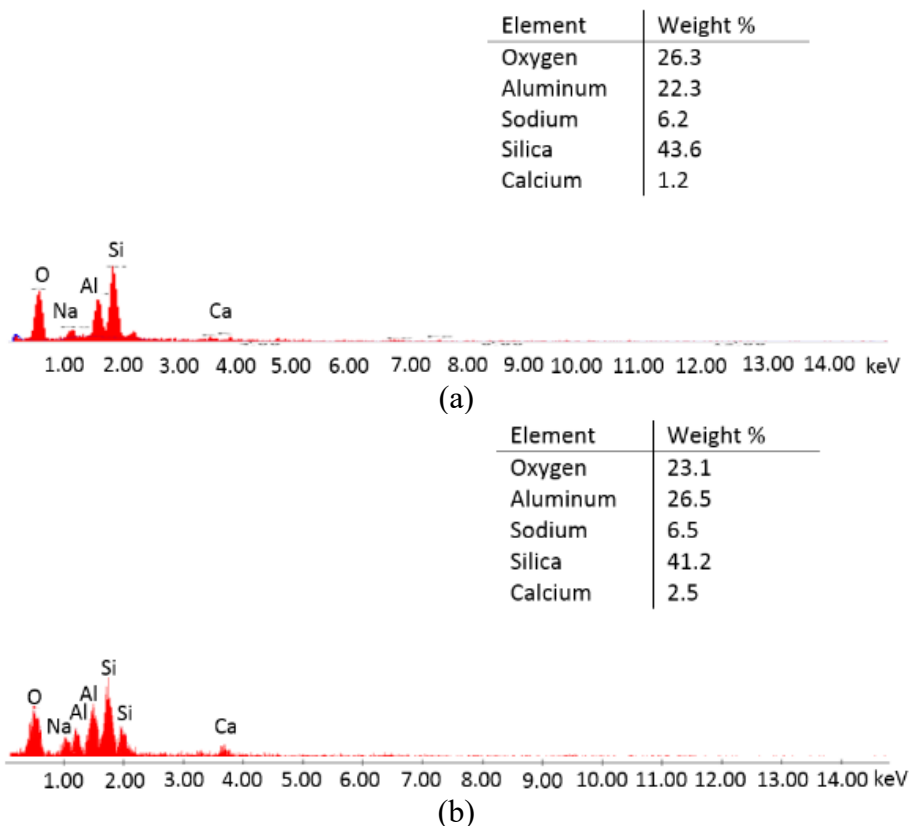 Element Weight %
Oxygen 26.3
Aluminum 22.3
Sodium 6.2
Silica 43.6
Calcium 1.2
Si
O
Al
Na
Ca
1.00 2.00 3.00 4.00 5.00 6.00 7.00 8.00 9.00 10.00 11.00 12.00 13.00 14.00 keV
(a)
Element Weight %
Oxygen 23.1
Aluminum 26.5
Sodium 6.5
Silica 41.2
Calcium 2.5
Si
O Al
Na Al Si Ca
1.00 2.00 3.00 4.00 5.00 6.00 7.00 8.00 9.00 10.00 11.00 12.00 13.00 14.00 keV
(b)